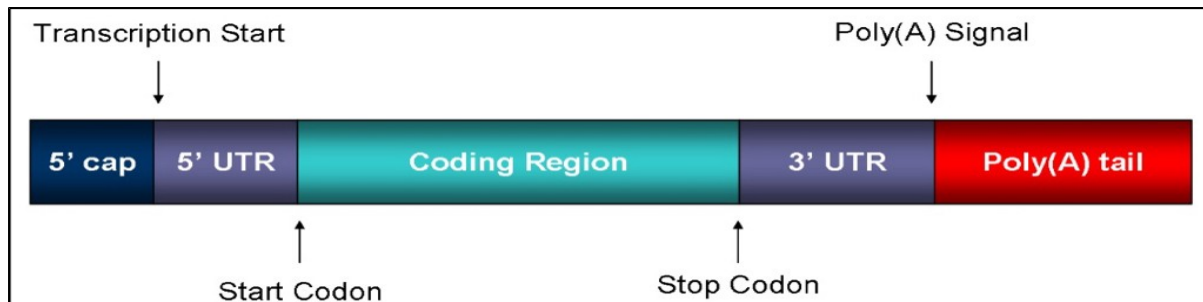 Transcription Start
Poly(A) Signal
5’ cap
5’ UTR
Coding Region
3’ UTR
Poly(A) tail
Start Codon
Stop Codon